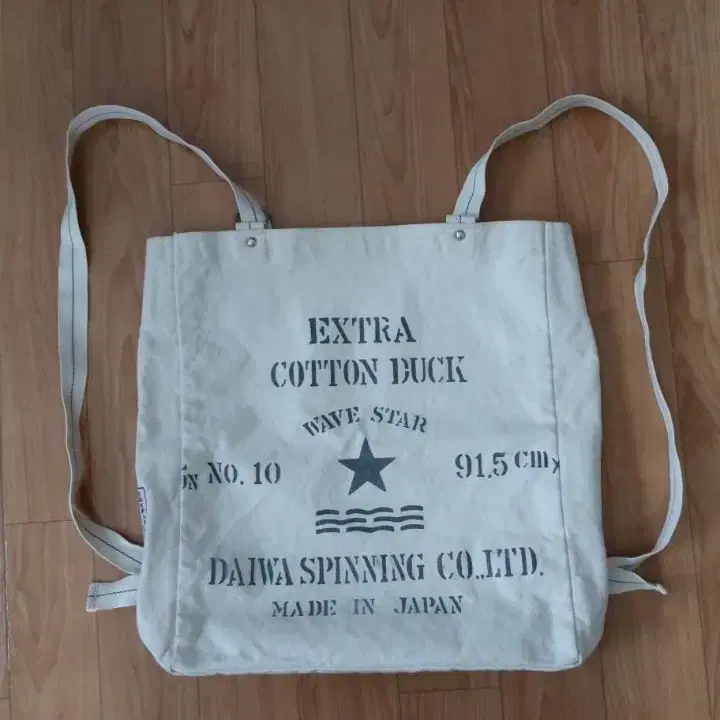 EXTRA
COTTON DUCK
WAVE STAR
No. 10 91.5 cm
DAIWA SPINNING CO.,LTD.
MADE IN JAPAN